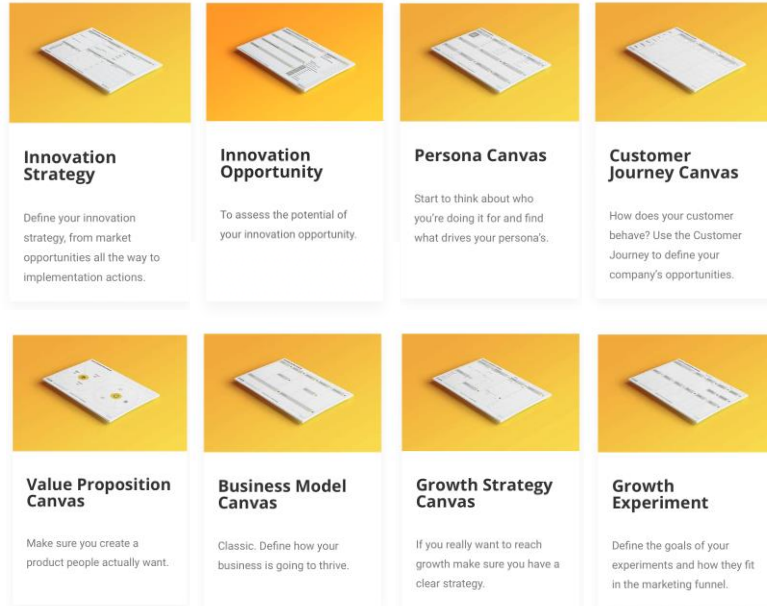 Innovation
Strategy
Define your innovation
strategy, from market
opportunities all the way to
implementation actions.
Innovation
Opportunity
To assess the potential of
your innovation opportunity.
Persona Canvas
Start to think about who
you're doing it for and find
what drives your persona's.
Customer
Journey Canvas
How does your customer
behave? Use the Customer
Journey to define your
company's opportunities.
Value Proposition
Canvas
Make sure you create a
product people actually want.
Business Model
Canvas
Classic. Define how your
business is going to thrive.
Growth Strategy
Canvas
If you really want to reach
growth make sure you have a
clear strategy.
Growth
Experiment
Define the goals of your
experiments and how they fit
in the marketing funnel.